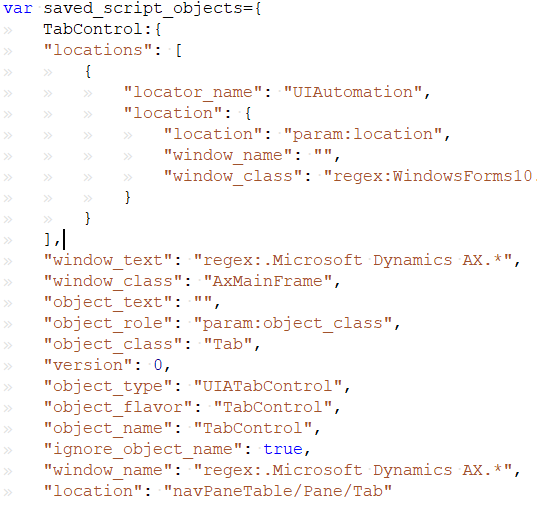 var saved_script_objects={
TabControl:{
"locations": [
{
"locator_name": "UIAutomation",
"location": {
"location": "param:location",
"window_name": "",
"window_class": "regex:WindowsForms10.
}
}
],
"window_text": "regex:.Microsoft Dynamics AX.*",
"window_class": "AxMainFrame",
"object_text": "",
"object_role": "param:object_class",
"object_class": "Tab",
"version": 0,
"object_type": "UIATabControl",
"object_flavor": "TabControl",
"object_name": "TabControl",
"ignore_object_name": true,
"window_name": "regex:.Microsoft Dynamics AX.*",
"location": "navPaneTable/Pane/Tab"